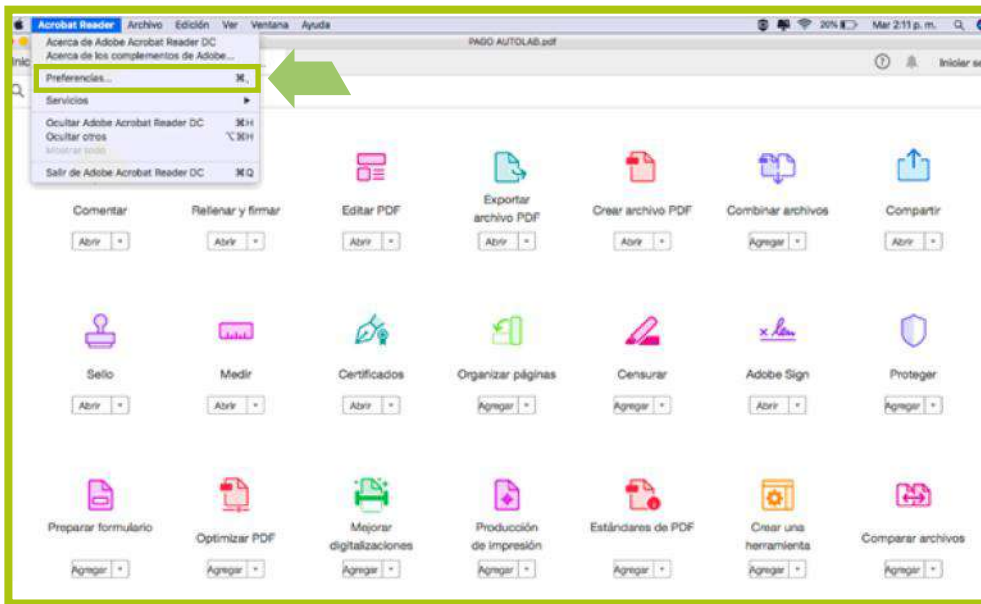 Acrobat Reader Archivo Edición Ver Ventana Ayuda 20% Mar 2:11 p. m.
PAGO AUTOLAB.pdf
Acerca de Adobe Acrobat Reader DC
Acerca de los complementos de Adobe...
Preferencias... ⌘,
Servicios
Ocultar Adobe Acrobat Reader DC ⌘H
Ocultar otros ⌥⌘H
Mostrar todo
Salir de Adobe Acrobat Reader DC ⌘Q
Inic
Iniciar se
Comentar Rellenar y firmar Editar PDF Exportar archivo PDF Crear archivo PDF Combinar archivos Compartir
Abrir Abrir Abrir Abrir Abrir Agregar Abrir
Sello Medir Certificados Organizar páginas Censurar Adobe Sign Proteger
Abrir Abrir Abrir Agregar Agregar Abrir Agregar
Preparar formulario Optimizar PDF Mejorar digitalizaciones Producción de impresión Estándares de PDF Crear una herramienta Comparar archivos
Agregar Agregar Agregar Agregar Agregar Agregar Agregar